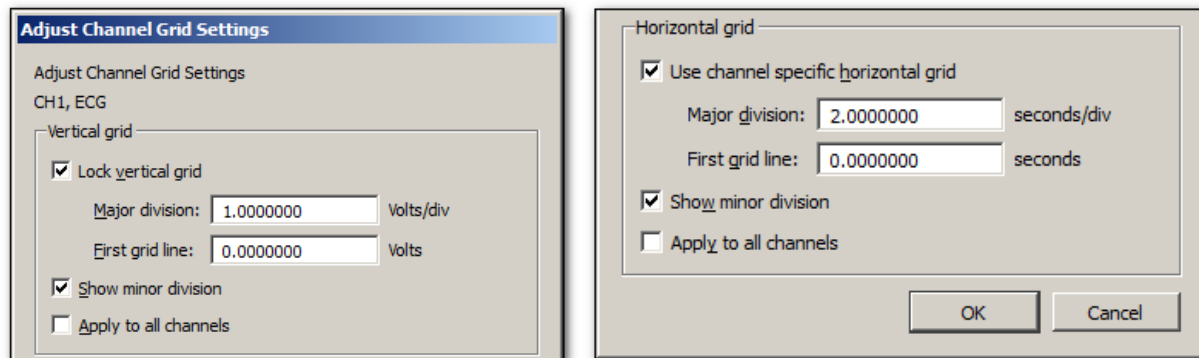 Adjust Channel Grid Settings
Adjust Channel Grid Settings
CH1, ECG
Vertical grid
Lock vertical grid
Major division: 1.0000000 Volts/div
First grid line: 0.0000000 Volts
Show minor division
Apply to all channels
Horizontal grid
Use channel specific horizontal grid
Major division: 2.0000000 seconds/div
First grid line: 0.0000000 seconds
Show minor division
Apply to all channels
OK Cancel